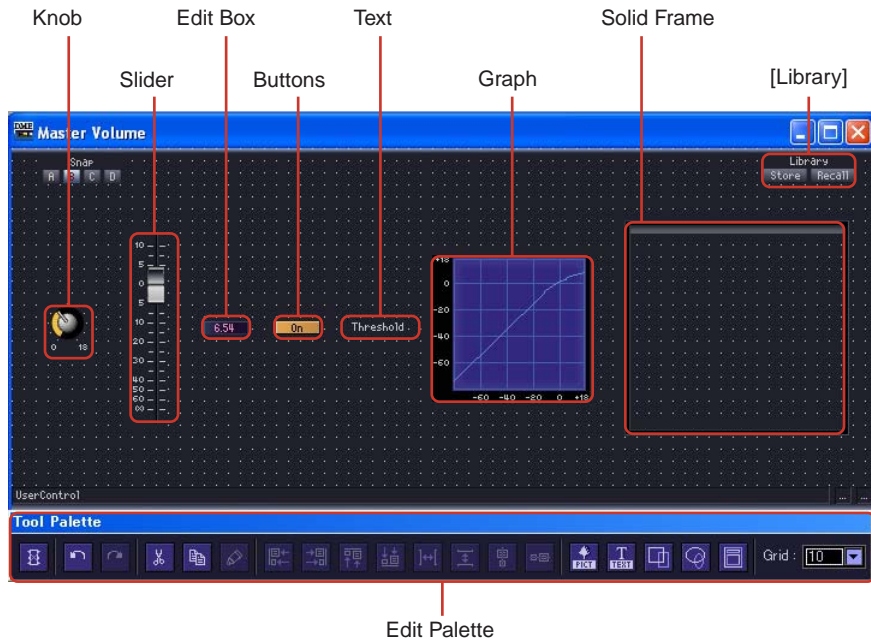 Knob Edit Box Text Solid Frame
Slider Buttons Graph [Library]
DME Master Volume
Snap
A B C D
Library
Store Recall
10
5
0
5
10
20
30
40
50
60
∞
0 18
6.54
On
Threshold
+18
0
-20
-40
-60
-60 -40 -20 0 +18
UserControl
... ...
Tool Palette
PICT
T
TEXT
Grid : 10
Edit Palette